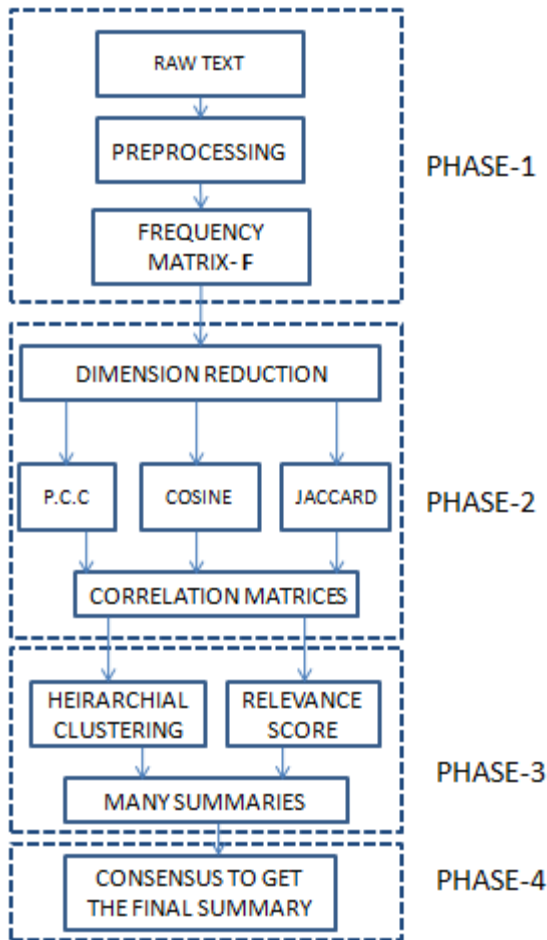 RAW TEXT
PREPROCESSING
PHASE-1
FREQUENCY
MATRIX- F
DIMENSION REDUCTION
P.C.C
COSINE
JACCARD
PHASE-2
CORRELATION MATRICES
HEIRARCHIAL
CLUSTERING
RELEVANCE
SCORE
PHASE-3
MANY SUMMARIES
CONSENSUS TO GET
THE FINAL SUMMARY
PHASE-4